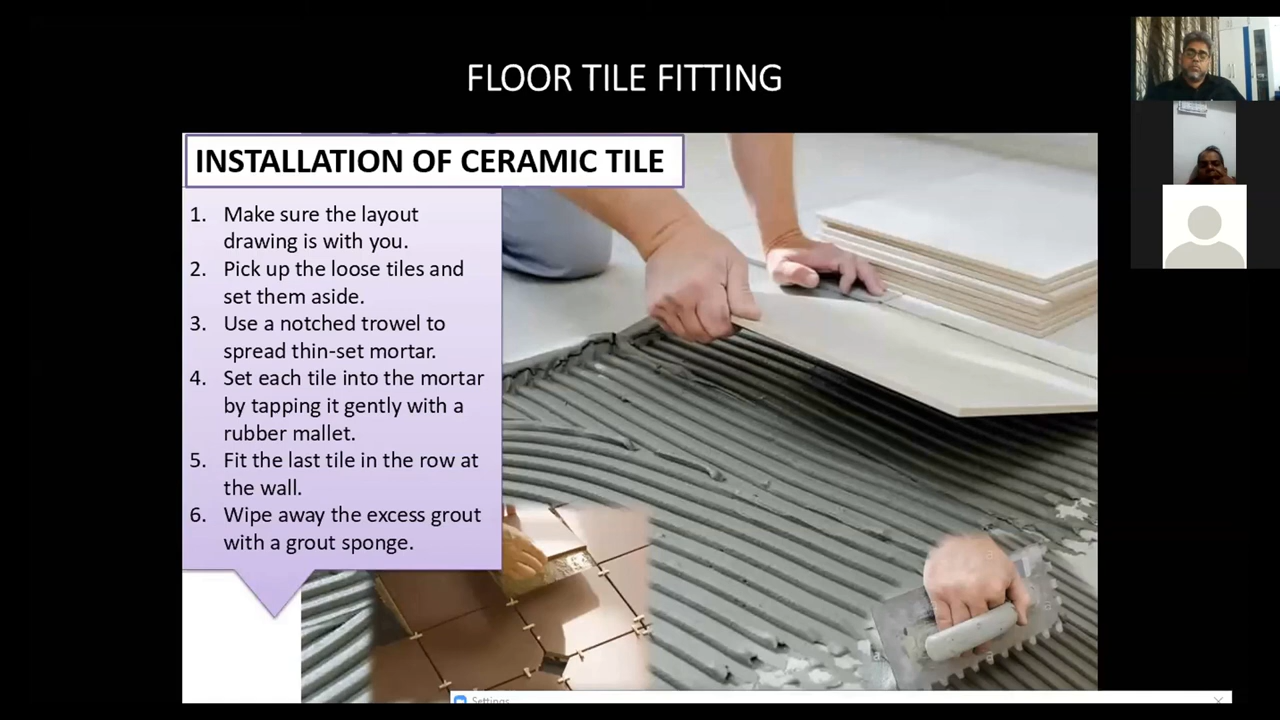 FLOOR TILE FITTING
INSTALLATION OF CERAMIC TILE
1. Make sure the layout
drawing is with you.
2. Pick up the loose tiles and
set them aside.
3. Use a notched trowel to
spread thin-set mortar.
4. Set each tile into the mortar
by tapping it gently with a
rubber mallet.
5. Fit the last tile in the row at
the wall.
6. Wipe away the excess grout
with a grout sponge.
Settings